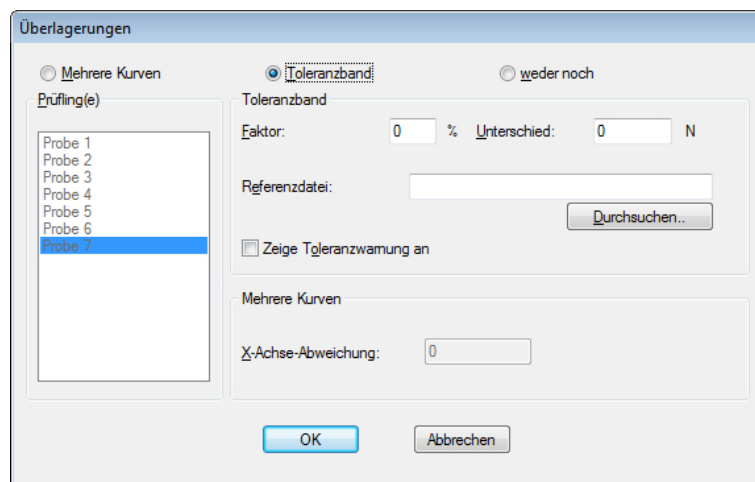 Überlagerungen
Mehrere Kurven
Toleranzband
weder noch
Prüfling(e)
Probe 1
Probe 2
Probe 3
Probe 4
Probe 5
Probe 6
Probe 7
Toleranzband
Faktor: 0 % Unterschied: 0 N
Referenzdatei:
Durchsuchen..
Zeige Toleranzwarnung an
Mehrere Kurven
X-Achse-Abweichung: 0
OK
Abbrechen